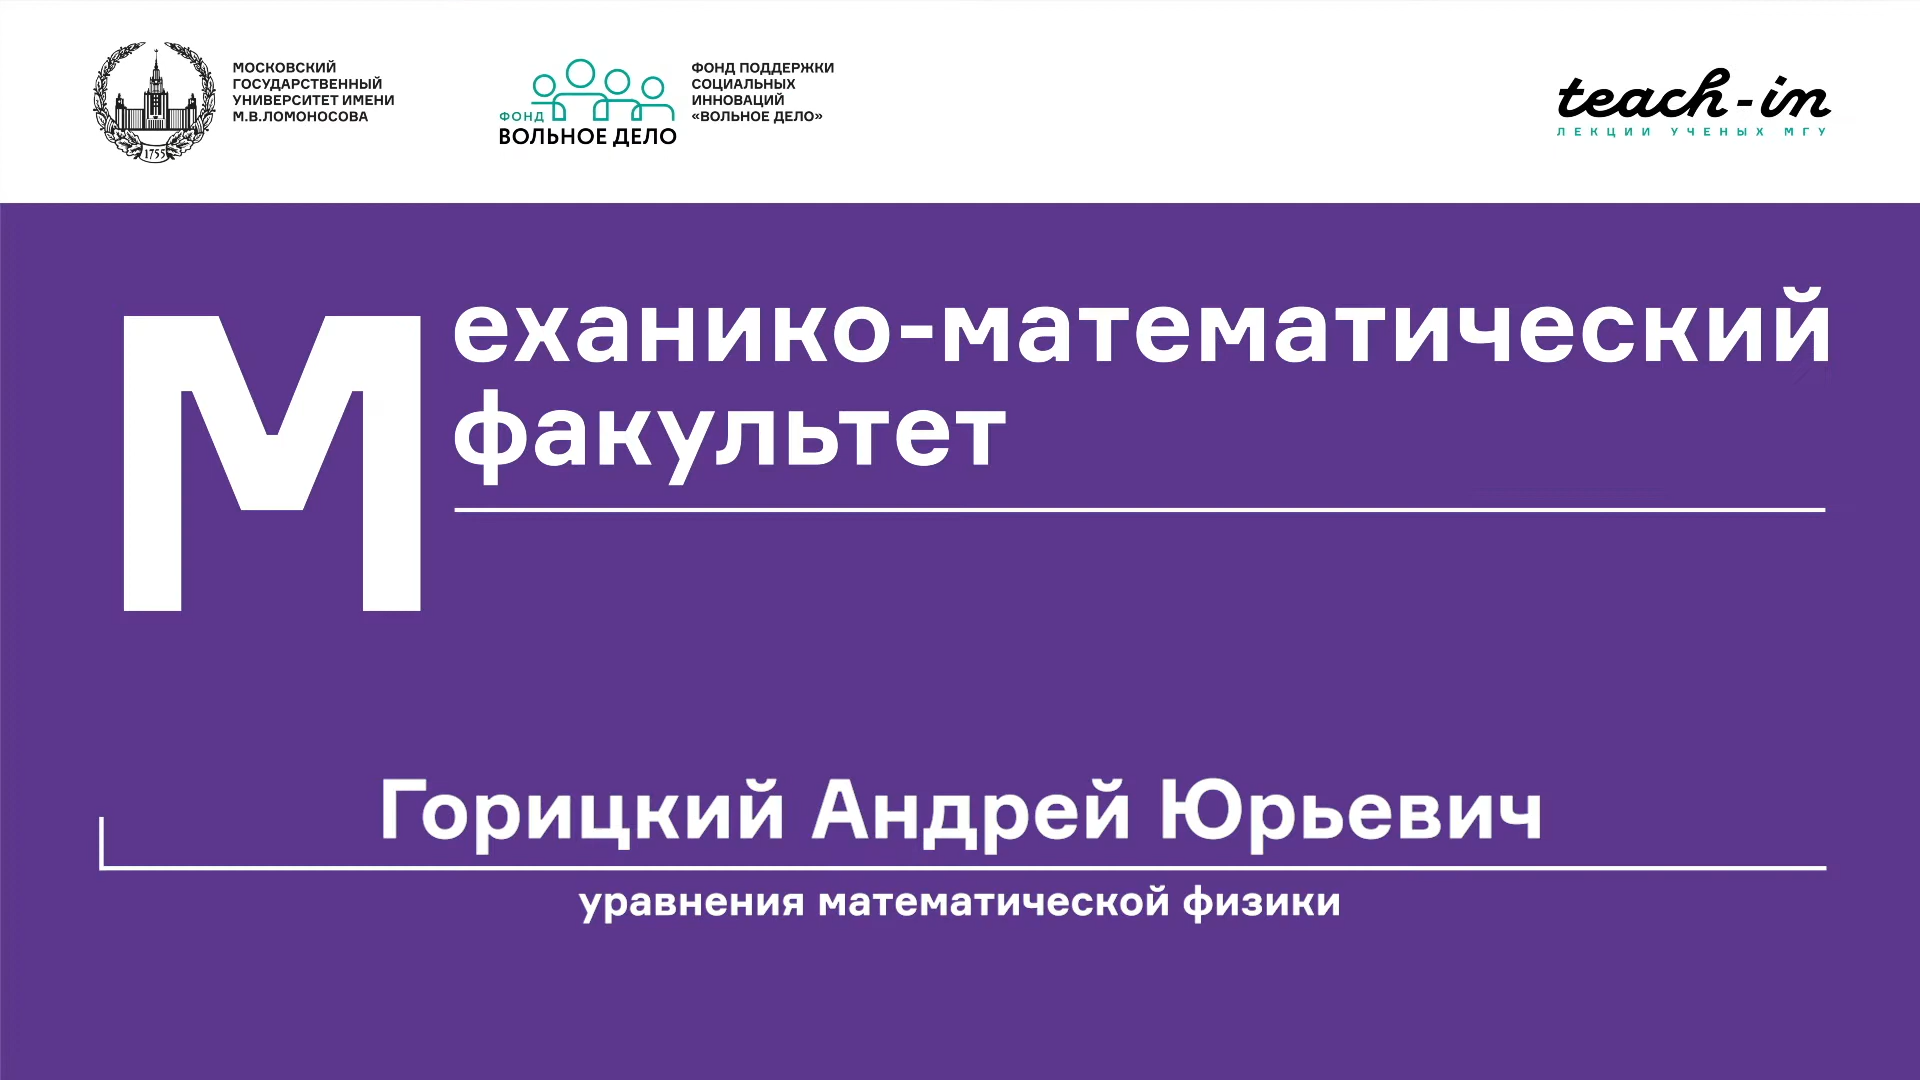 МОСКОВСКИЙ
ГОСУДАРСТВЕННЫЙ
УНИВЕРСИТЕТ ИМЕНИ
М.В.ЛОМОНОСОВА
1755
ФОНД
ВОЛЬНОЕ ДЕЛО
ФОНД ПОДДЕРЖКИ
СОЦИАЛЬНЫХ
ИННОВАЦИЙ
«ВОЛЬНОЕ ДЕЛО»
teach-in
ЛЕКЦИИ УЧЕНЫХ МГУ
Механико-математический
факультет
Горицкий Андрей Юрьевич
уравнения математической физики